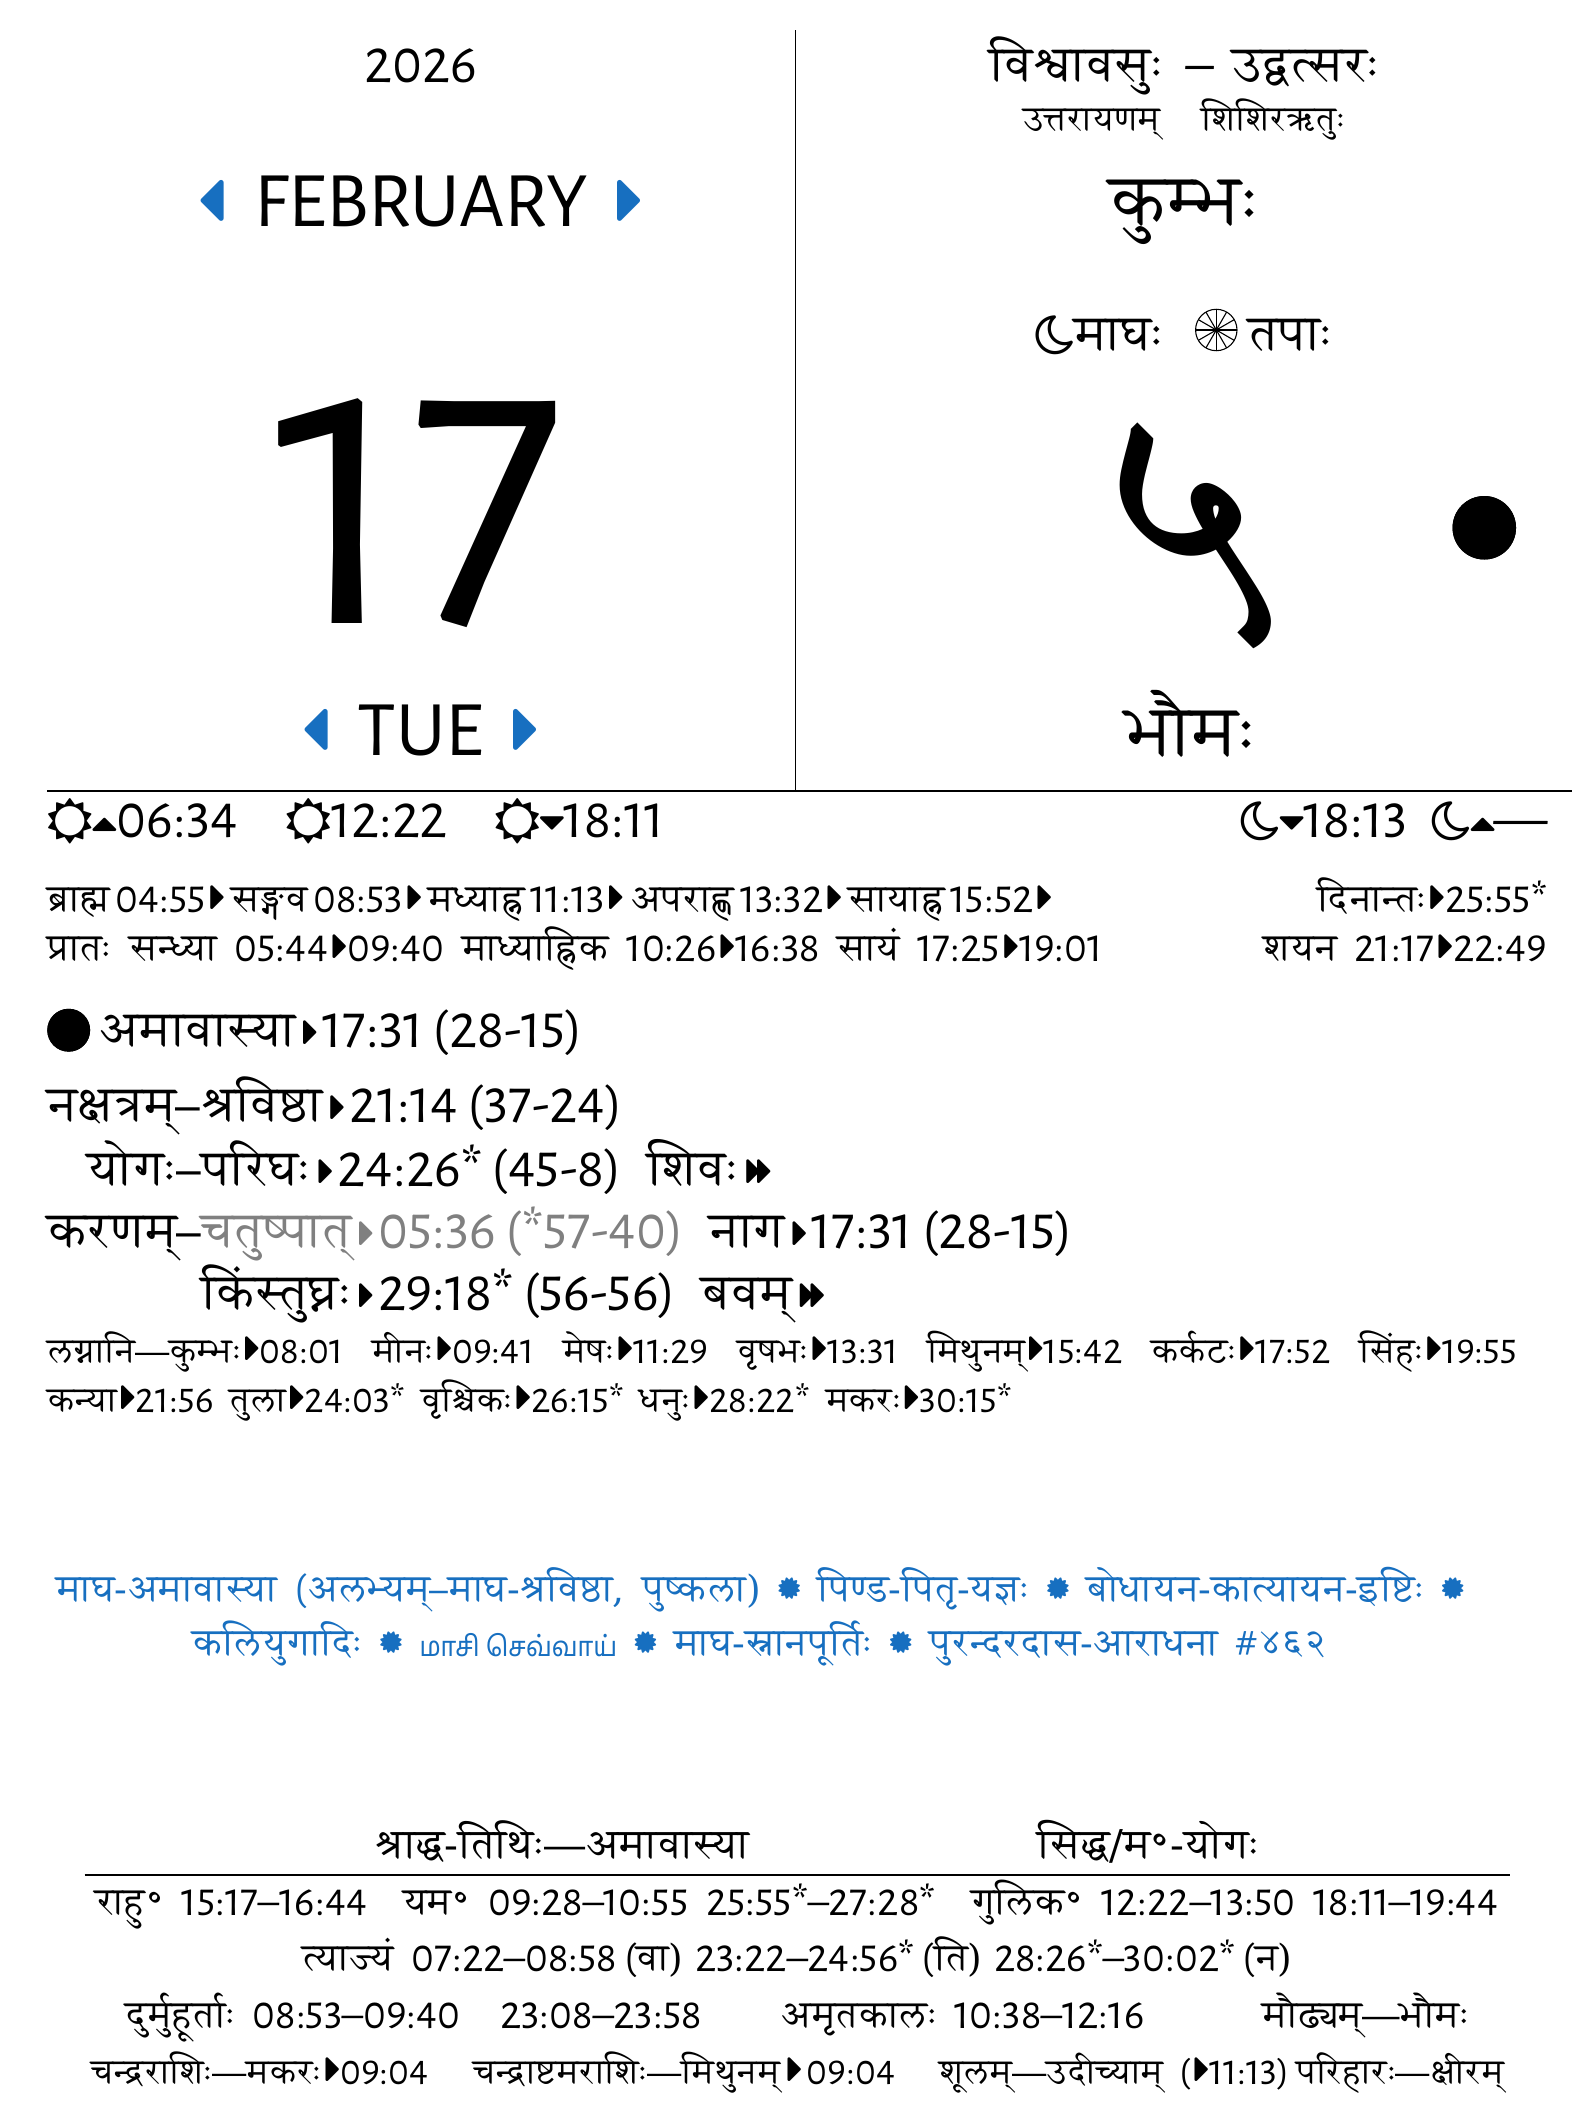 2026
FEBRUARY
17
TUE
विश्वावसुः – उद्वत्सरः
उत्तरायणम् शिशिरऋतुः
कुम्भः
माघः तपाः
५
भौमः
06:34 12:22 18:11 18:13 —
ब्राह्म 04:55 सङ्गव 08:53 मध्याह्न 11:13 अपराह्ण 13:32 सायाह्न 15:52 दिनान्तः 25:55*
प्रातः सन्ध्या 05:44 09:40 माध्याह्निक 10:26 16:38 सायं 17:25 19:01 शयन 21:17 22:49
अमावास्या 17:31 (28-15)
नक्षत्रम्–श्रविष्ठा 21:14 (37-24)
योगः–परिघः 24:26* (45-8) शिवः
करणम्–चतुष्पात् 05:36 (*57-40) नाग 17:31 (28-15)
किंस्तुघ्नः 29:18* (56-56) बवम्
लग्नानि—कुम्भः 08:01 मीनः 09:41 मेषः 11:29 वृषभः 13:31 मिथुनम् 15:42 कर्कटः 17:52 सिंहः 19:55
कन्या 21:56 तुला 24:03* वृश्चिकः 26:15* धनुः 28:22* मकरः 30:15*
माघ-अमावास्या (अलभ्यम्–माघ-श्रविष्ठा, पुष्कला) ✹ पिण्ड-पितृ-यज्ञः ✹ बोधायन-कात्यायन-इष्टिः ✹
कलियुगादिः ✹ மாசி செவ்வாய் ✹ माघ-स्नानपूर्तिः ✹ पुरन्दरदास-आराधना #४६२
श्राद्ध-तिथिः—अमावास्या सिद्ध/म॰-योगः
राहु॰ 15:17–16:44 यम॰ 09:28–10:55 25:55*–27:28* गुलिक॰ 12:22–13:50 18:11–19:44
त्याज्यं 07:22–08:58 (वा) 23:22–24:56* (ति) 28:26*–30:02* (न)
दुर्मुहूर्ताः 08:53–09:40 23:08–23:58 अमृतकालः 10:38–12:16 मौढ्यम्—भौमः
चन्द्रराशिः—मकरः 09:04 चन्द्राष्टमराशिः—मिथुनम् 09:04 शूलम्—उदीच्याम् (11:13) परिहारः—क्षीरम्